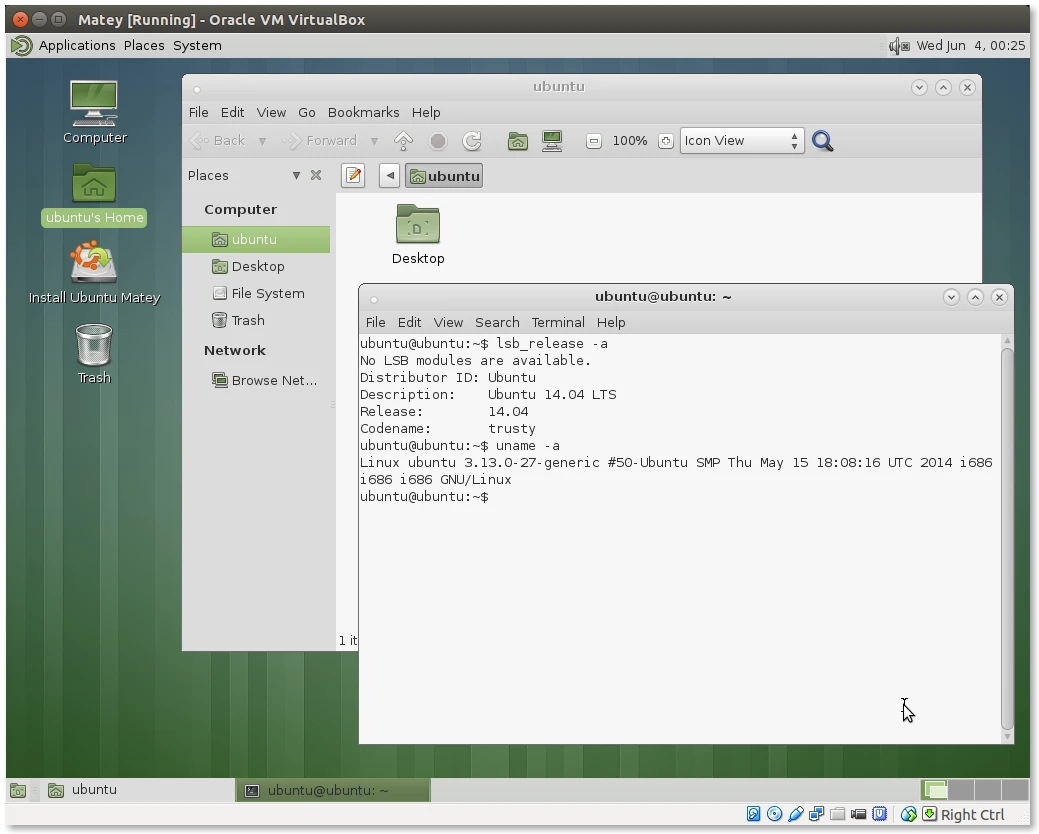 Matey [Running] - Oracle VM VirtualBox
Applications Places System
Wed Jun 4, 00:25
Computer
ubuntu's Home
Install Ubuntu Matey
Trash
ubuntu
File Edit View Go Bookmarks Help
Back Forward 100% Icon View
Places
ubuntu
Computer
ubuntu
Desktop
File System
Trash
Network
Browse Net...
Desktop
1 it
ubuntu@ubuntu: ~
File Edit View Search Terminal Help
ubuntu@ubuntu:~$ lsb_release -a
No LSB modules are available.
Distributor ID: Ubuntu
Description: Ubuntu 14.04 LTS
Release: 14.04
Codename: trusty
ubuntu@ubuntu:~$ uname -a
Linux ubuntu 3.13.0-27-generic #50-Ubuntu SMP Thu May 15 18:08:16 UTC 2014 i686
i686 i686 GNU/Linux
ubuntu@ubuntu:~$
ubuntu
ubuntu@ubuntu: ~
Right Ctrl